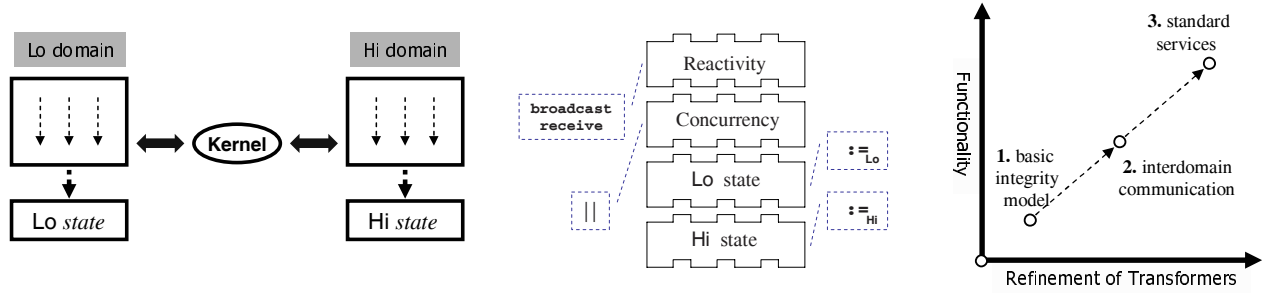 Lo domain
Hi domain
Kernel
Lo state
Hi state
Reactivity
broadcast
receive
Concurrency
||
Lo state
:=Lo
Hi state
:=Hi
3. standard
services
Functionality
1. basic
integrity
model
2. interdomain
communication
Refinement of Transformers